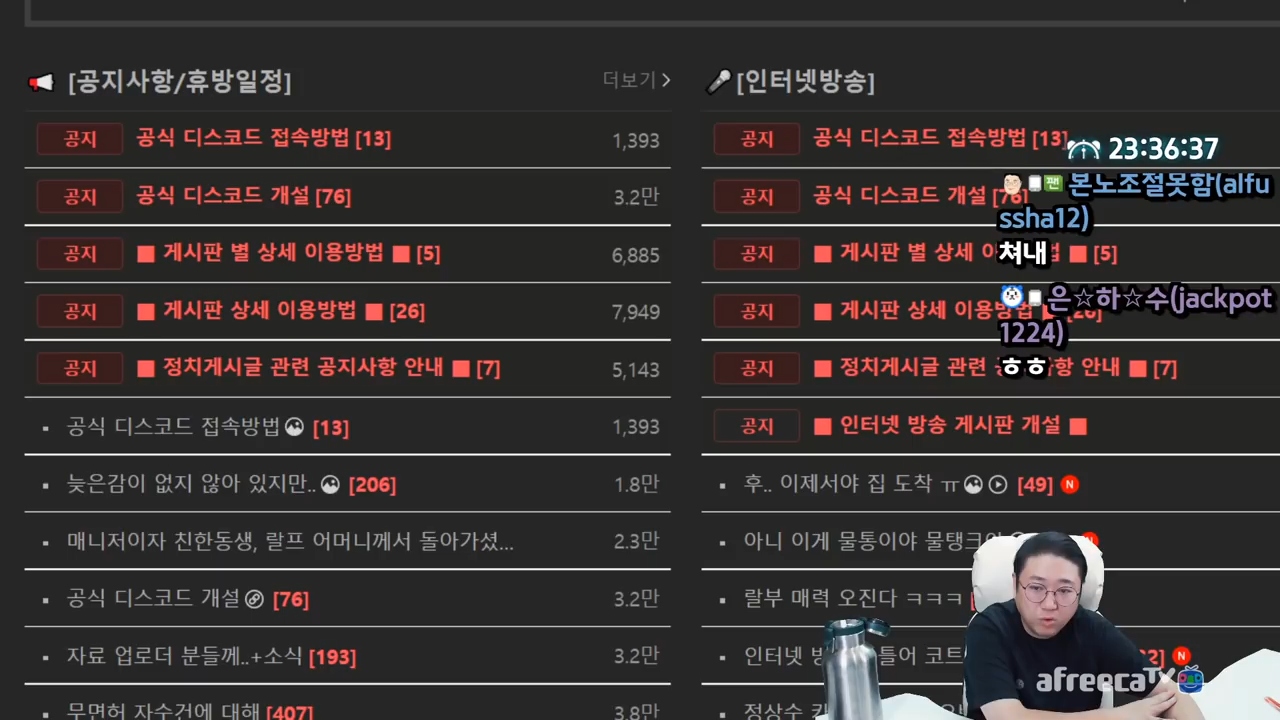 [공지사항/휴방일정]
더보기
공지 공식 디스코드 접속방법 [13] 1,393
공지 공식 디스코드 개설 [76] 3.2만
공지 ■ 게시판 별 상세 이용방법 ■ [5] 6,885
공지 ■ 게시판 상세 이용방법 ■ [26] 7,949
공지 ■ 정치게시글 관련 공지사항 안내 ■ [7] 5,143
공식 디스코드 접속방법 [13] 1,393
늦은감이 없지 않아 있지만.. [206] 1.8만
매니저이자 친한동생, 랄프 어머니께서 돌아가셨... 2.3만
공식 디스코드 개설 [76] 3.2만
자료 업로더 분들께..+소식 [193] 3.2만
무면허 자수건에 대해 [407] 3.8만
[인터넷방송]
공지 공식 디스코드 접속방법 [13]
공지 공식 디스코드 개설 [76]
공지 ■ 게시판 별 상세 ■ [5]
공지 ■ 게시판 상세 이용방법
공지 ■ 정치게시글 관련 안내 ■ [7]
공지 ■ 인터넷 방송 게시판 개설 ■
후.. 이제서야 집 도착 ㅠ [49] N
아니 이게 물통이야
랄부 매력 오진다 ㅋㅋㅋ
인터넷
N
정상수
23:36:37
본노조절못함(alfu
ssha12)
쳐내
은☆하☆수(jackpot
1224)
ㅎㅎ
afreecaTV